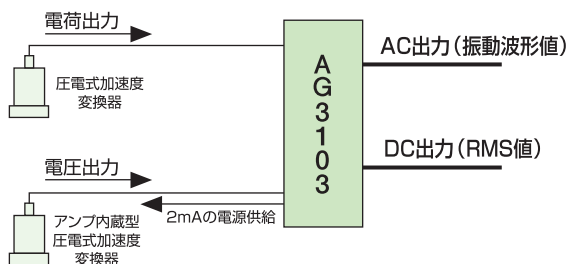 電荷出力
圧電式加速度
変換器
AG3103
AC出力（振動波形値）
DC出力（RMS値）
電圧出力
2mAの電源供給
アンプ内蔵型
圧電式加速度
変換器